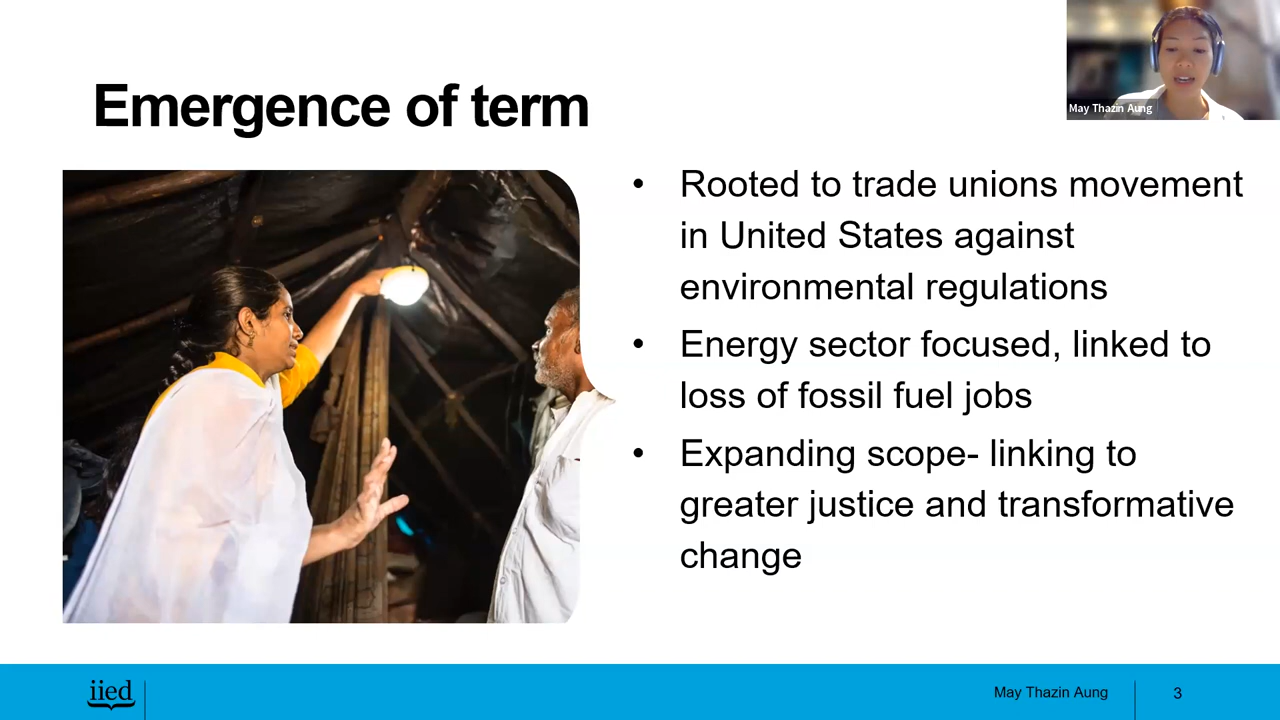 May Thazin Aung
Emergence of term
• Rooted to trade unions movement
in United States against
environmental regulations
• Energy sector focused, linked to
loss of fossil fuel jobs
• Expanding scope- linking to
greater justice and transformative
change
iied
May Thazin Aung
3